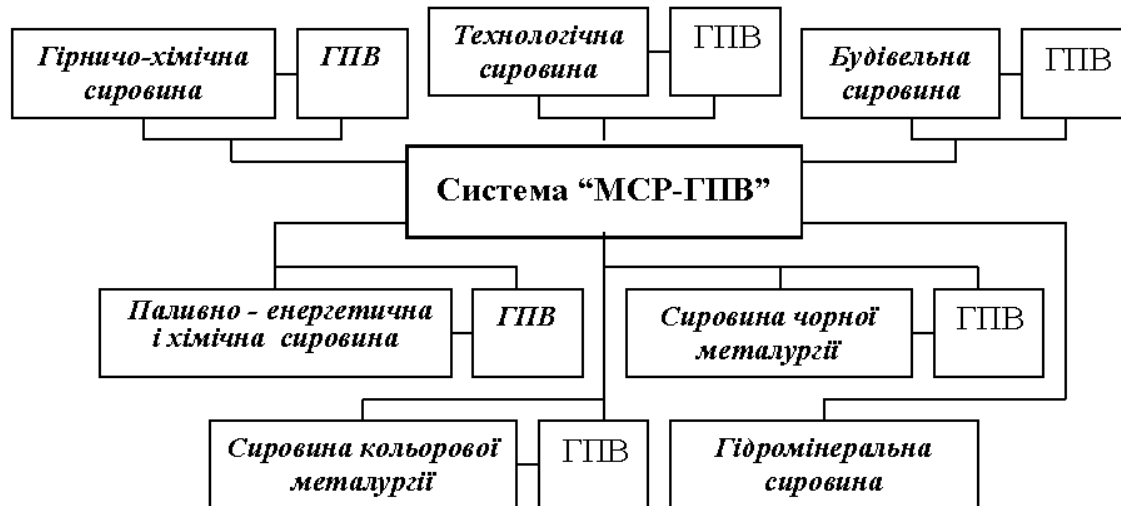 Гірничо-хімічна
сировина
ГПВ
Технологічна
сировина
ГПВ
Будівельна
сировина
ГПВ
Система “МСР-ГПВ”
Паливно - енергетична
і хімічна сировина
ГПВ
Сировина чорної
металургії
ГПВ
Сировина кольорової
металургії
ГПВ
Гідромінеральна
сировина